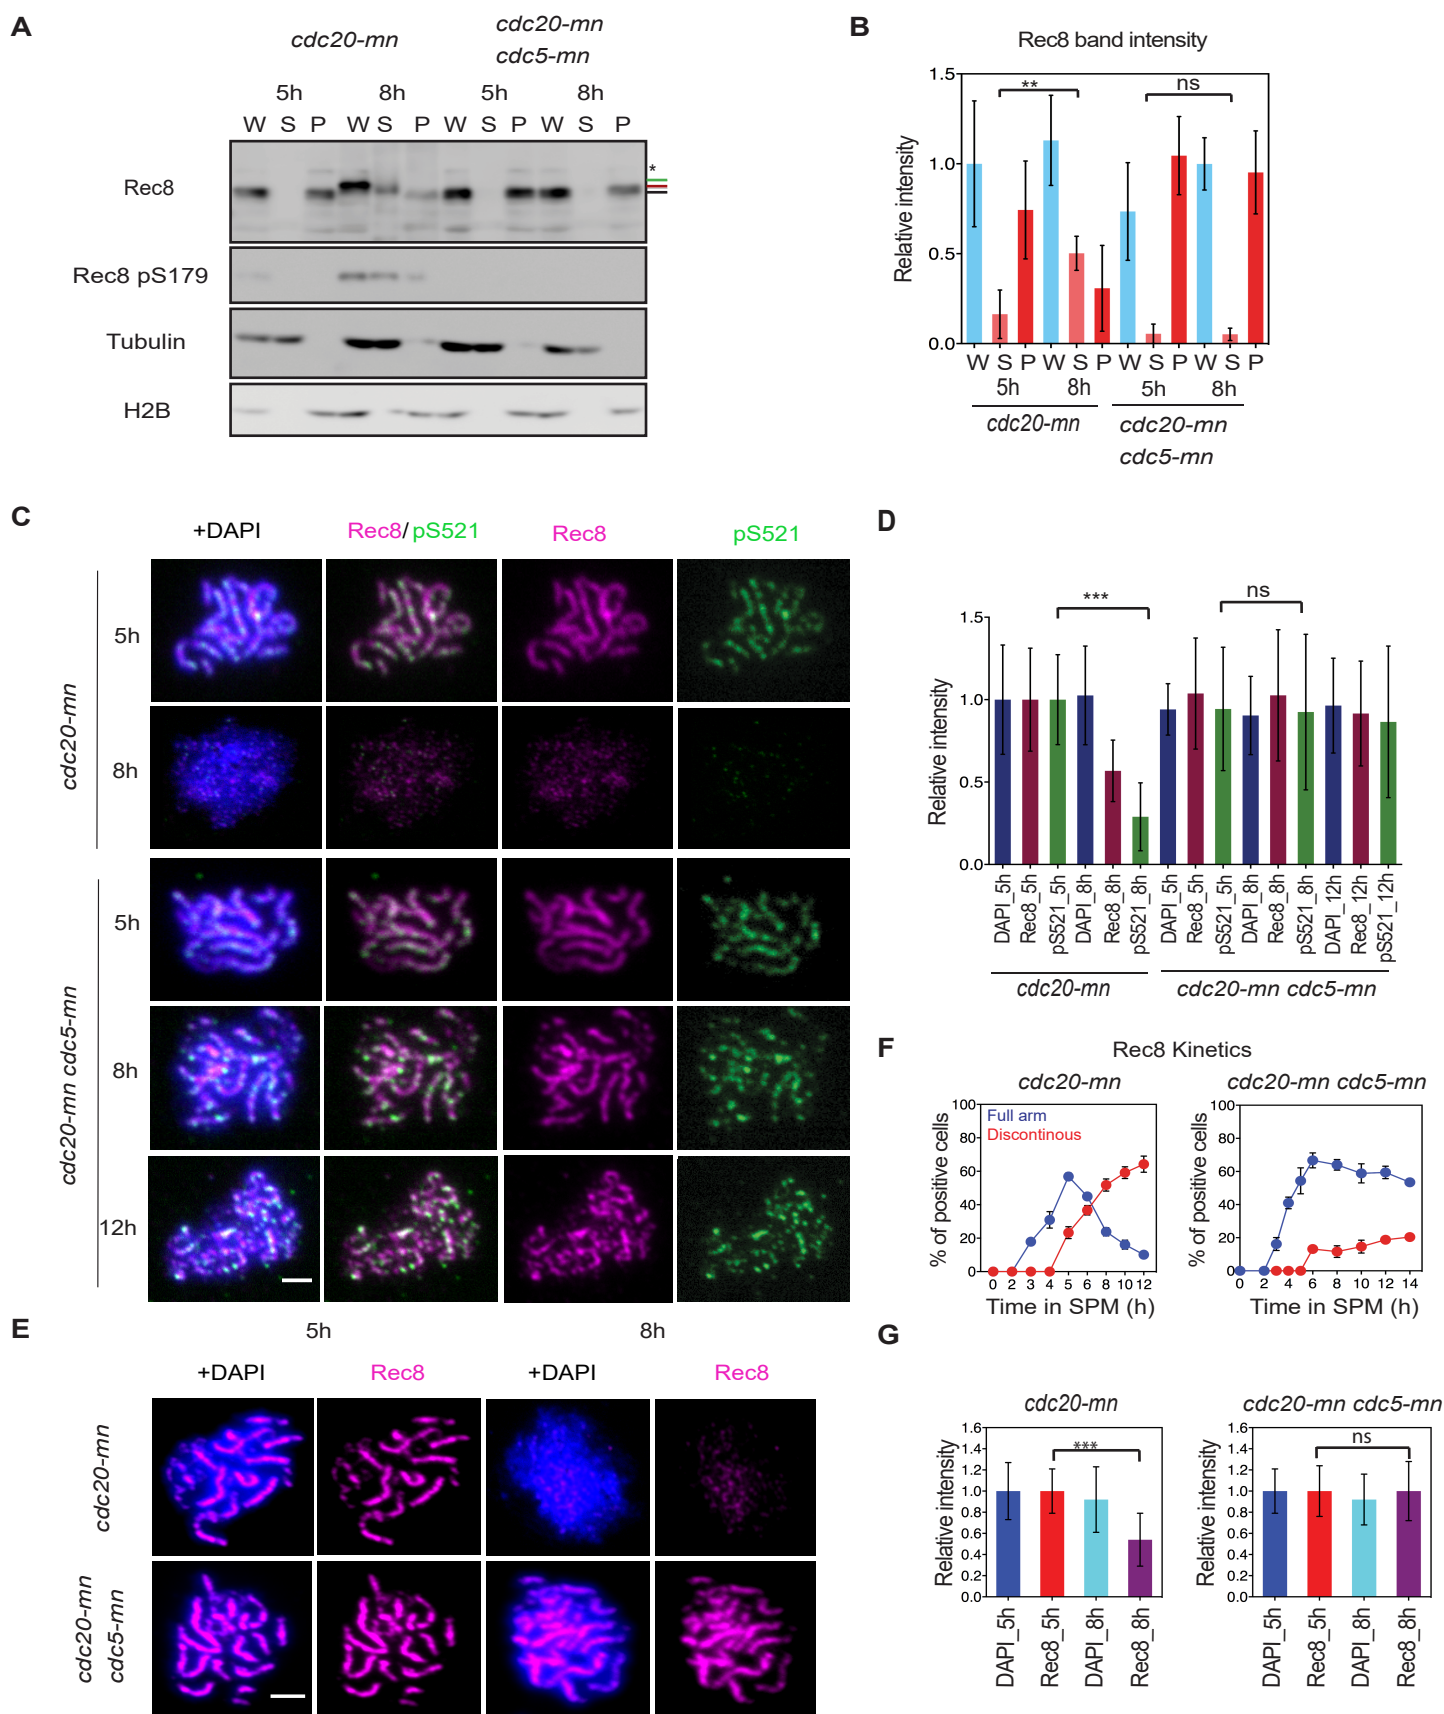 A
cdc20-mn
cdc20-mn
cdc5-mn
5h 8h 5h 8h
W S P W S P W S P W S P
Rec8
*
Rec8 pS179
Tubulin
H2B
B
Rec8 band intensity
Relative intensity
1.5
1.0
0.5
0.0
** ns
W S P W S P W S P W S P
5h 8h 5h 8h
cdc20-mn
cdc20-mn
cdc5-mn
C
+DAPI Rec8/pS521 Rec8 pS521
cdc20-mn
5h
8h
cdc20-mn cdc5-mn
5h
8h
12h
D
Relative intensity
1.5
1.0
0.5
0.0
*** ns
DAPI_5h
Rec8_5h
pS521_5h
DAPI_8h
Rec8_8h
pS521_8h
DAPI_5h
Rec8_5h
pS521_5h
DAPI_8h
Rec8_8h
pS521_8h
DAPI_12h
Rec8_12h
pS521_12h
cdc20-mn cdc20-mn cdc5-mn
E
5h 8h
+DAPI Rec8 +DAPI Rec8
cdc20-mn
cdc20-mn
cdc5-mn
F
Rec8 Kinetics
cdc20-mn
% of positive cells
100
80
60
40
20
0
Full arm
Discontinous
0 2 3 4 5 6 8 10 12
Time in SPM (h)
cdc20-mn cdc5-mn
% of positive cells
100
80
60
40
20
0
0 2 4 6 8 10 12 14
Time in SPM (h)
G
cdc20-mn
Relative intensity
1.6
1.4
1.2
1.0
0.8
0.6
0.4
0.2
0.0
***
DAPI_5h
Rec8_5h
DAPI_8h
Rec8_8h
cdc20-mn cdc5-mn
Relative intensity
1.6
1.4
1.2
1.0
0.8
0.6
0.4
0.2
0.0
ns
DAPI_5h
Rec8_5h
DAPI_8h
Rec8_8h